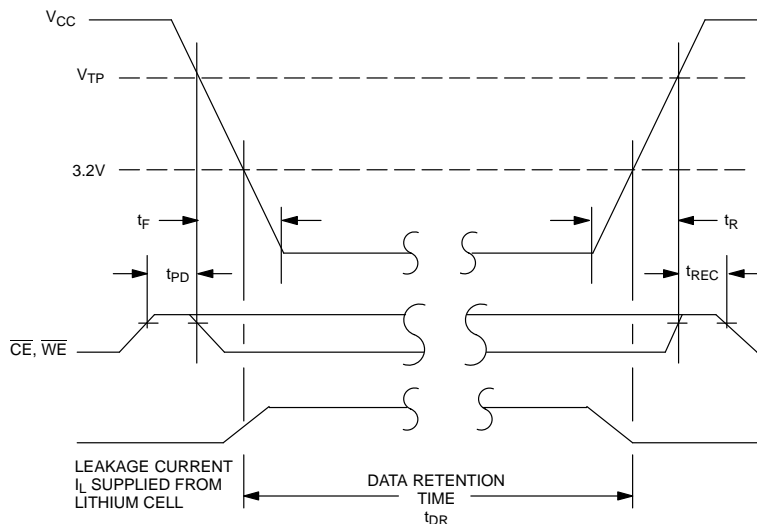 VCC
VTP
3.2V
tF
tR
tPD
tREC
CE, WE
LEAKAGE CURRENT
IL SUPPLIED FROM
LITHIUM CELL
DATA RETENTION
TIME
tDR